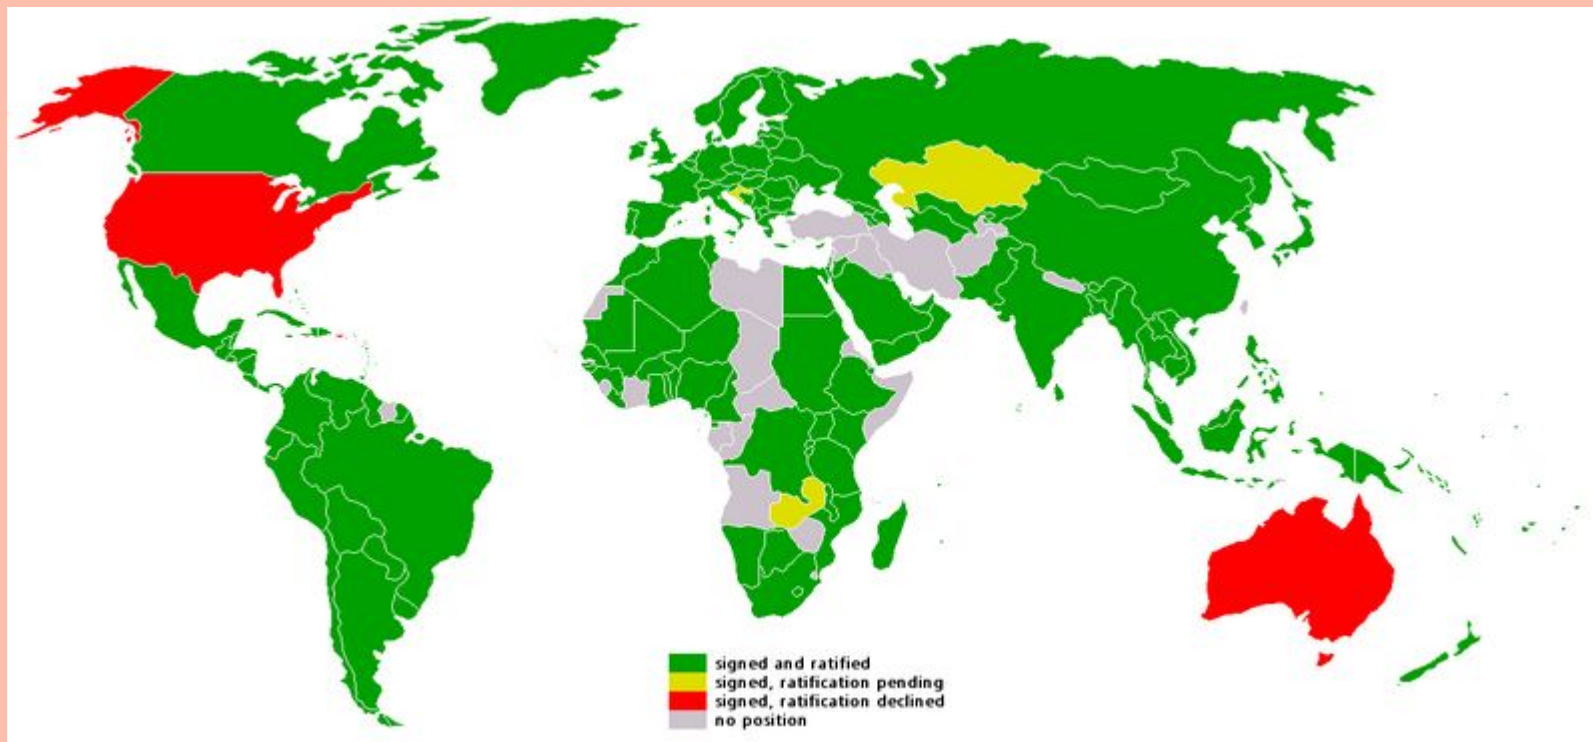 signed and ratified
signed, ratification pending
signed, ratification declined
no position